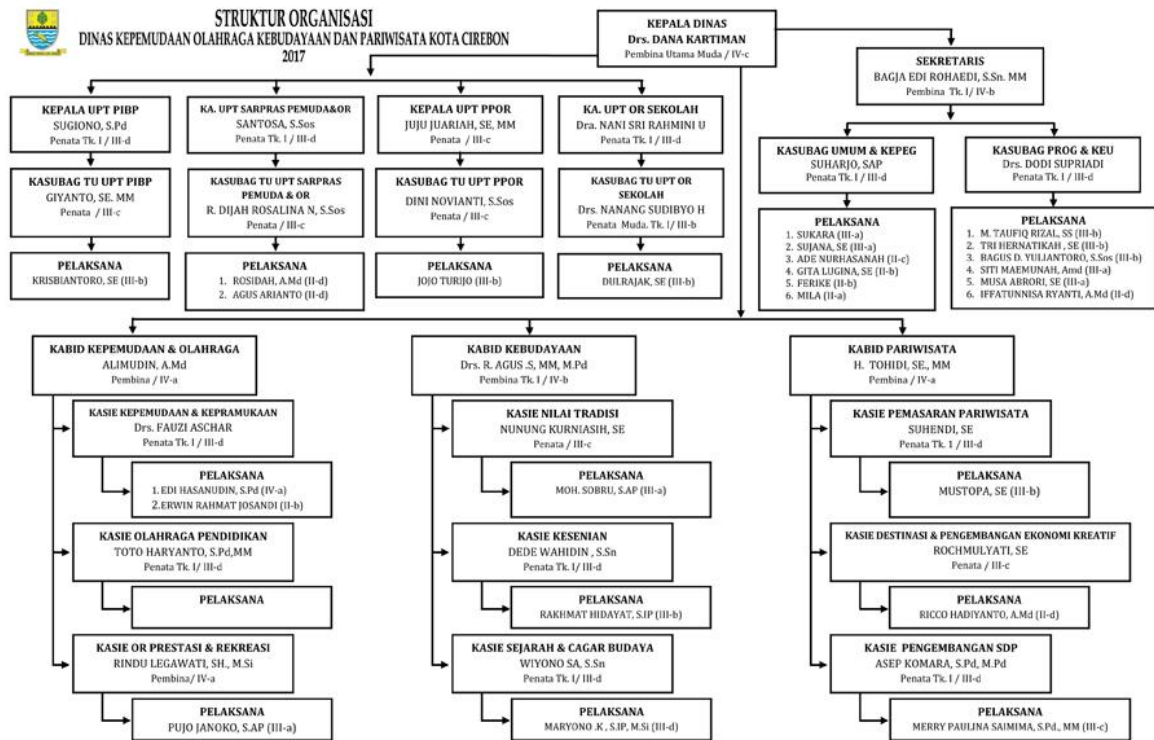 STRUKTUR ORGANISASI
DINAS KEPEMUDAAN OLAHRAGA KEBUDAYAAN DAN PARIWISATA KOTA CIREBON
2017
KEPALA DINAS
Drs. DANA KARTIMAN
Pembina Utama Muda / IV-c
SEKRETARIS
BAGJA EDI ROHAEDI, S.Sn. MM
Pembina Tk. I/ IV-b
KEPALA UPT PIBP
SUGIONO, S.Pd
Penata Tk. I / III-d
KA. UPT SARPRAS PEMUDA&OR
SANTOSA, S.Sos
Penata Tk. I / III-d
KEPALA UPT PPOR
JUJU JUARIAH, SE, MM
Penata / III-c
KA. UPT OR SEKOLAH
Dra. NANI SRI RAHMINI U
Penata Tk. I / III-d
KASUBAG UMUM & KEPEG
SUHARJO, SAP
Penata Tk. I / III-d
KASUBAG PROG & KEU
Drs. DODI SUPRIADI
Penata Tk. I / III-d
KASUBAG TU UPT PIBP
GIYANTO, SE. MM
Penata / III-c
KASUBAG TU UPT SARPRAS
PEMUDA & OR
R. DIJAH ROSALINA N, S.Sos
Penata / III-c
KASUBAG TU UPT PPOR
DINI NOVIANTI, S.Sos
Penata / III-c
KASUBAG TU UPT OR
SEKOLAH
Drs. NANANG SUDIBYO H
Penata Muda. Tk. I/ III-b
PELAKSANA
KRISBIANTORO, SE (III-b)
PELAKSANA
1. ROSIDAH, A.Md (II-d)
2. AGUS ARIANTO (II-d)
PELAKSANA
JOJO TURIJO (III-b)
PELAKSANA
DULRAJAK, SE (III-b)
PELAKSANA
1. SUKARA (III-a)
2. SUJANA, SE (III-a)
3. ADE NURHASANAH (II-c)
4. GITA LUGINA, SE (II-b)
5. FERIKE (II-b)
6. MILA (II-a)
PELAKSANA
1. M. TAUFIQ RIZAL, SS (III-b)
2. TRI HERNATIKAH , SE (III-b)
3. BAGUS D. YULIANTORO, S.Sos (III-b)
4. SITI MAEMUNAH, Amd (III-a)
5. MUSA ABRORI, SE (III-a)
6. IFFATUNNISA RYANTI, A.Md (II-d)
KABID KEPEMUDAAN & OLAHRAGA
ALIMUDIN, A.Md
Pembina / IV-a
KASIE KEPEMUDAAN & KEPRAMUKAAN
Drs. FAUZI ASCHAR
Penata Tk. I / III-d
PELAKSANA
1. EDI HASANUDIN, S.Pd (IV-a)
2.ERWIN RAHMAT JOSANDI (II-b)
KASIE OLAHRAGA PENDIDIKAN
TOTO HARYANTO, S.Pd,MM
Penata Tk. I/ III-d
PELAKSANA
KASIE OR PRESTASI & REKREASI
RINDU LEGAWATI, SH., M.Si
Pembina/ IV-a
PELAKSANA
PUJO JANOKO, S.AP (III-a)
KABID KEBUDAYAAN
Drs. R. AGUS .S, MM, M.Pd
Pembina Tk. I / IV-b
KASIE NILAI TRADISI
NUNUNG KURNIASIH, SE
Penata / III-c
PELAKSANA
MOH. SOBRU, S.AP (III-a)
KASIE KESENIAN
DEDE WAHIDIN , S.Sn
Penata Tk. I/ III-d
PELAKSANA
RAKHMAT HIDAYAT, S.IP (III-b)
KASIE SEJARAH & CAGAR BUDAYA
WIYONO SA, S.Sn
Penata Tk. I/ III-d
PELAKSANA
MARYONO .K , S.IP, M.Si (III-d)
KABID PARIWISATA
H. TOHIDI, SE., MM
Pembina / IV-a
KASIE PEMASARAN PARIWISATA
SUHENDI, SE
Penata Tk. 1 / III-d
PELAKSANA
MUSTOPA, SE (III-b)
KASIE DESTINASI & PENGEMBANGAN EKONOMI KREATIF
ROCHMULYATI, SE
Penata / III-c
PELAKSANA
RICCO HADIYANTO, A.Md (II-d)
KASIE PENGEMBANGAN SDP
ASEP KOMARA, S.Pd, M.Pd
Penata Tk. I / III-d
PELAKSANA
MERRY PAULINA SAIMIMA, S.Pd., MM (III-c)